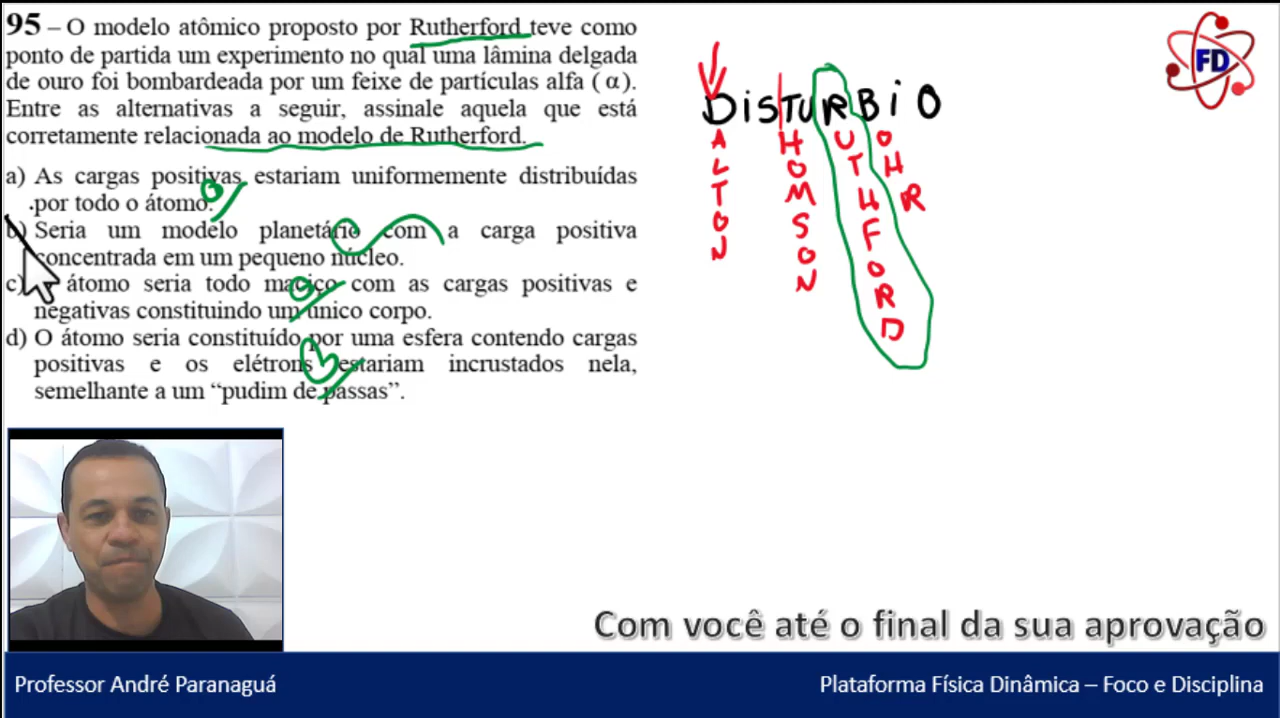 95 – O modelo atômico proposto por Rutherford teve como
ponto de partida um experimento no qual uma lâmina delgada
de ouro foi bombardeada por um feixe de partículas alfa (α).
Entre as alternativas a seguir, assinale aquela que está
corretamente relacionada ao modelo de Rutherford.
a) As cargas positivas estariam uniformemente distribuídas
por todo o átomo.
b) Seria um modelo planetário com a carga positiva
concentrada em um pequeno núcleo.
c) átomo seria todo maciço com as cargas positivas e
negativas constituindo um único corpo.
d) O átomo seria constituído por uma esfera contendo cargas
positivas e os elétrons estariam incrustados nela,
semelhante a um “pudim de passas”.
DiSTURBiO
DALTON
THOMSON
RUTHFORD
BOHR
FD
Com você até o final da sua aprovação
Professor André Paranaguá
Plataforma Física Dinâmica – Foco e Disciplina